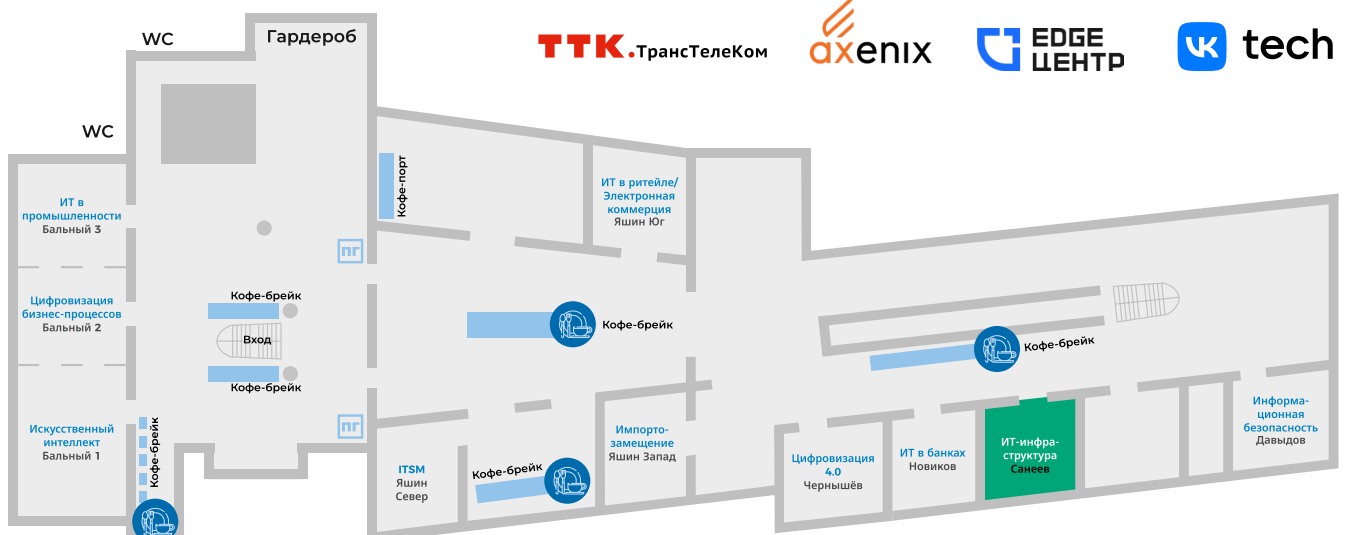 WC
Гардероб
ТТК.ТрансТелеКом
axenix
EDGE
ЦЕНТР
VK tech
WC
ИТ в
промышленности
Бальный 3
Кофе-порт
ИТ в ритейле/
Электронная
коммерция
Яшин Юг
ПГ
Цифровизация
бизнес-процессов
Бальный 2
Кофе-брейк
Вход
Кофе-брейк
Кофе-брейк
Кофе-брейк
Искусственный
интеллект
Бальный 1
Кофе-брейк
ПГ
ITSM
Яшин
Север
Кофе-брейк
Импорто-
замещение
Яшин Запад
Цифровизация
4.0
Чернышёв
ИТ в банках
Новиков
ИТ-инфра-
структура
Санеев
Информа-
ционная
безопасность
Давыдов